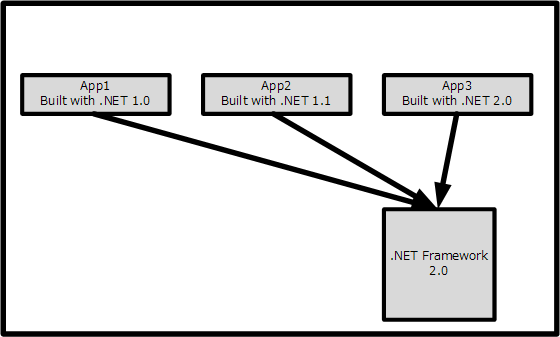 App1
Built with .NET 1.0
App2
Built with .NET 1.1
App3
Built with .NET 2.0
.NET Framework
2.0